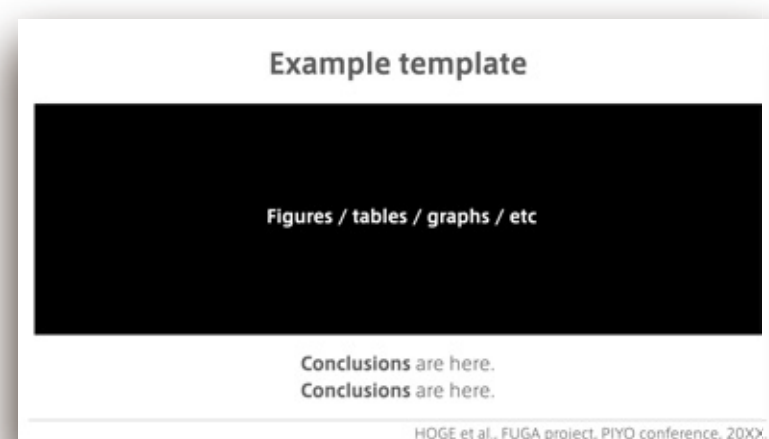 Example template
Figures / tables / graphs / etc
Conclusions are here.
Conclusions are here.
HOGE et al., FUGA project, PIYO conference, 20XX.